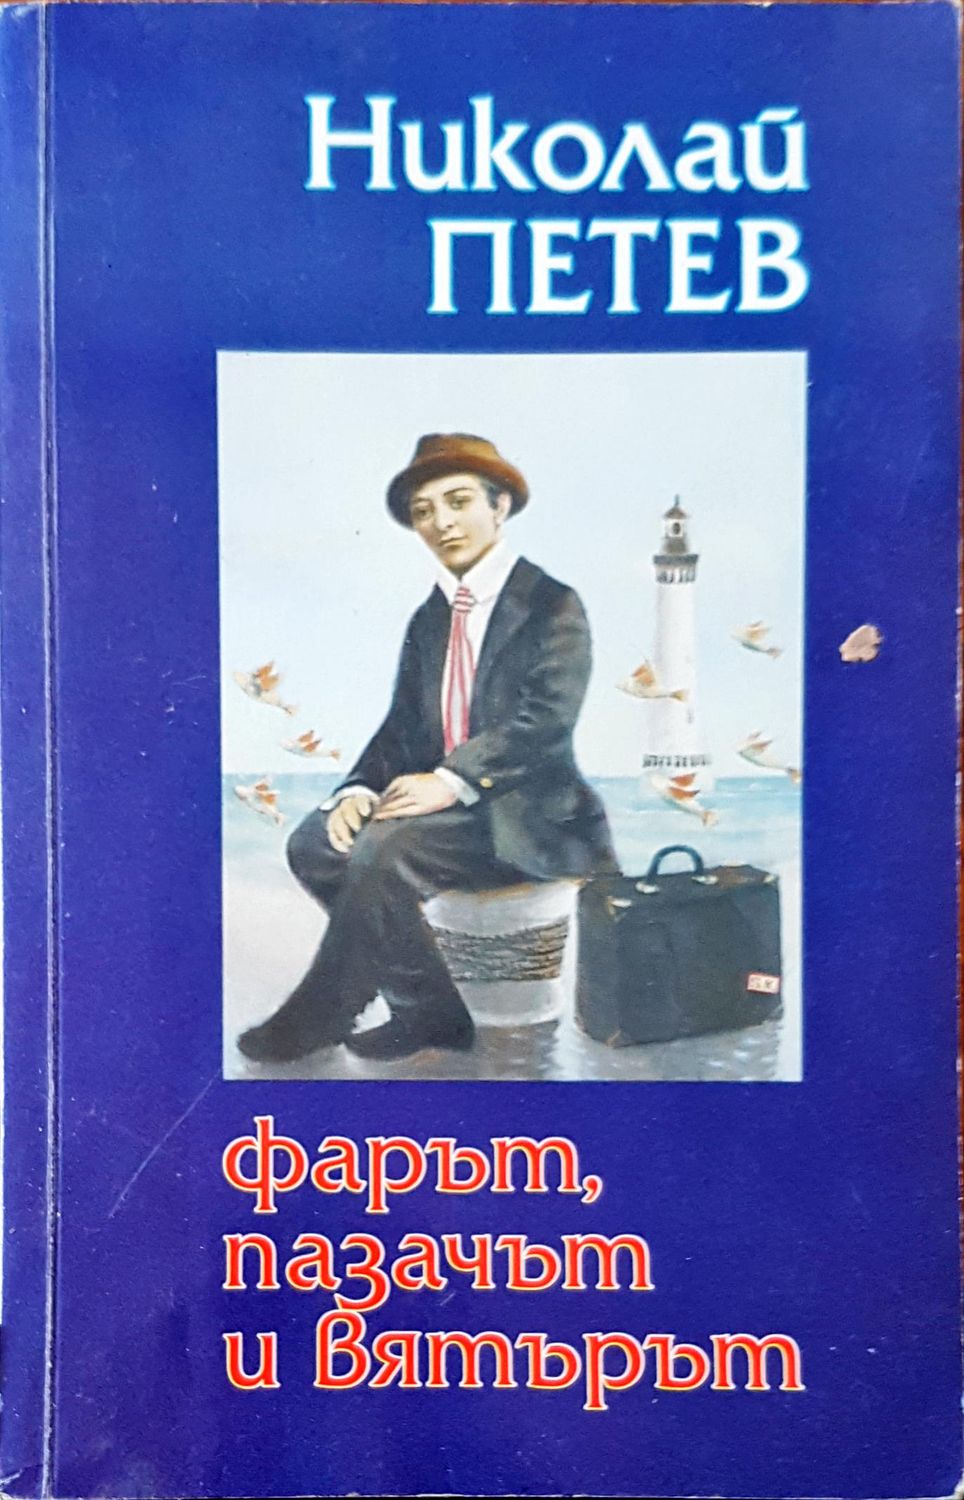 Николай
ПЕТЕВ
фарът,
пазачът
и вятърът